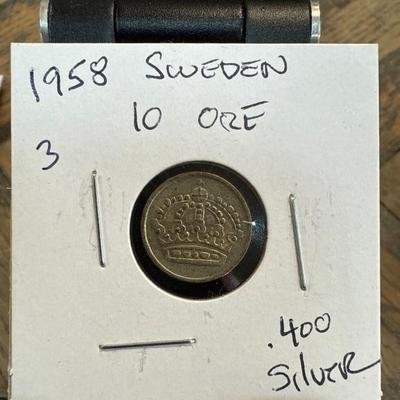 1958 SWEDEN
10 ORE
3
.400
SILVER